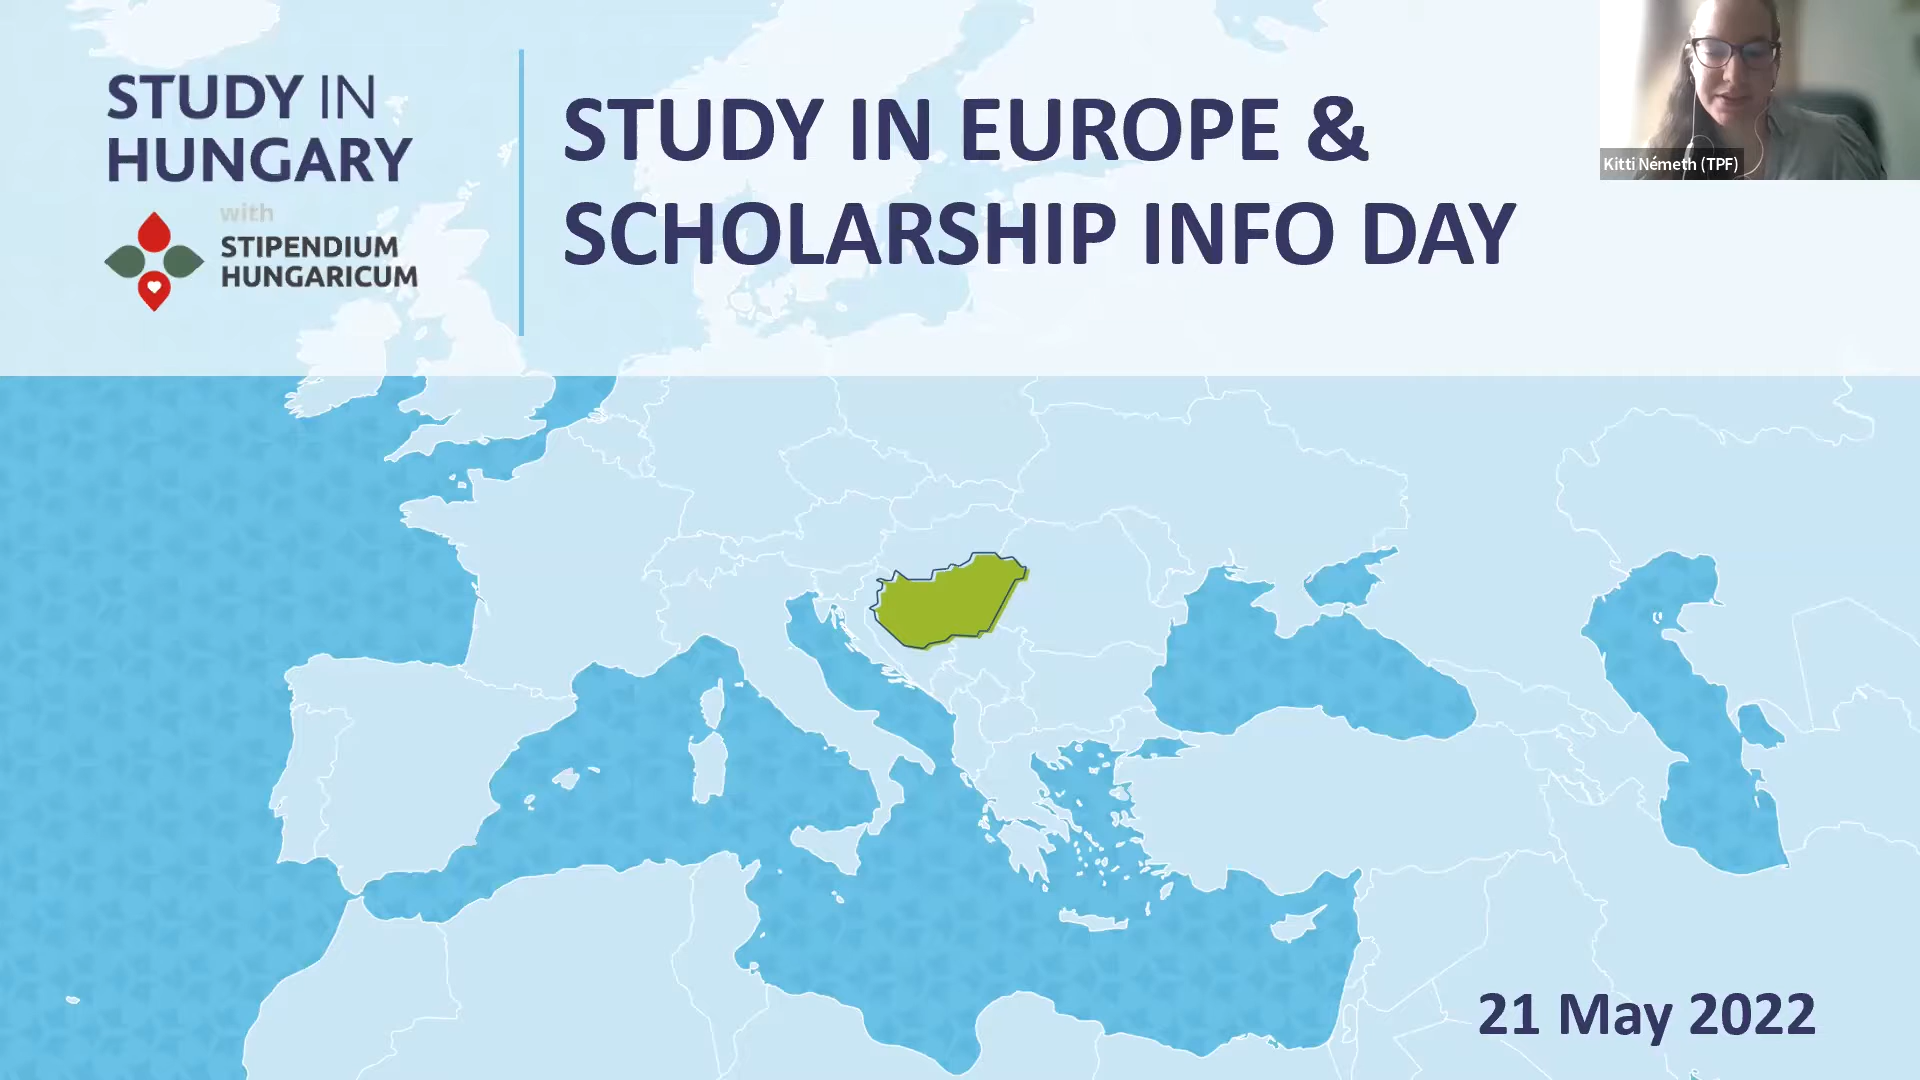 STUDY IN
HUNGARY
with
STIPENDIUM
HUNGARICUM
STUDY IN EUROPE &
SCHOLARSHIP INFO DAY
Kitti Németh (TPF)
21 May 2022